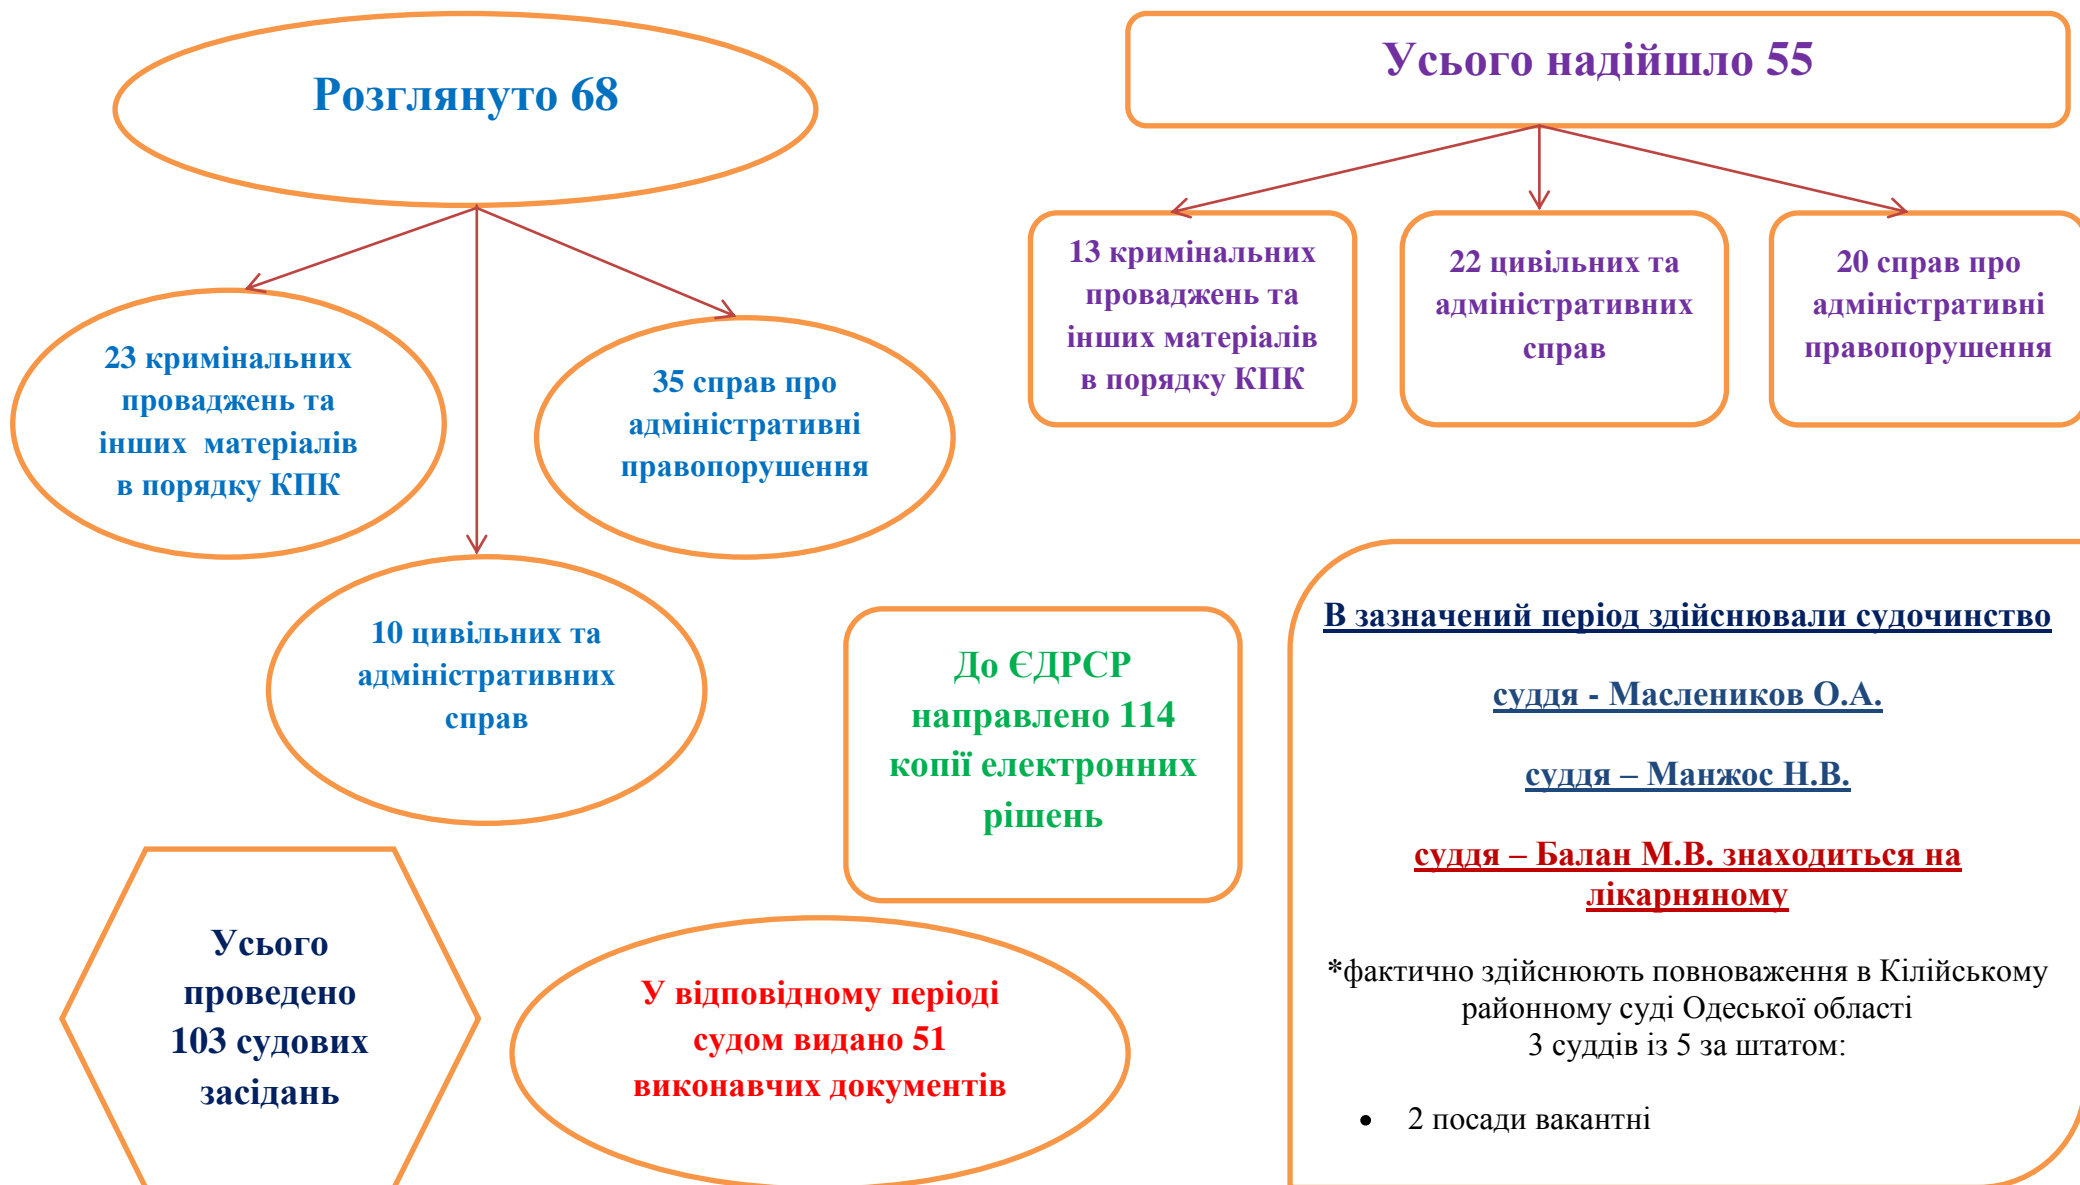 Розглянуто 68
23 кримінальних
проваджень та
інших матеріалів
в порядку КПК
35 справ про
адміністративні
правопорушення
10 цивільних та
адміністративних
справ
Усього надійшло 55
13 кримінальних
проваджень та
інших матеріалів
в порядку КПК
22 цивільних та
адміністративних
справ
20 справ про
адміністративні
правопорушення
До ЄДРСР
направлено 114
копії електронних
рішень
Усього
проведено
103 судових
засідань
У відповідному періоді
судом видано 51
виконавчих документів
В зазначений період здійснювали судочинство
суддя - Маслеников О.А.
суддя – Манжос Н.В.
суддя – Балан М.В. знаходиться на
лікарняному
*фактично здійснюють повноваження в Кілійському
районному суді Одеської області
3 суддів із 5 за штатом:
• 2 посади вакантні